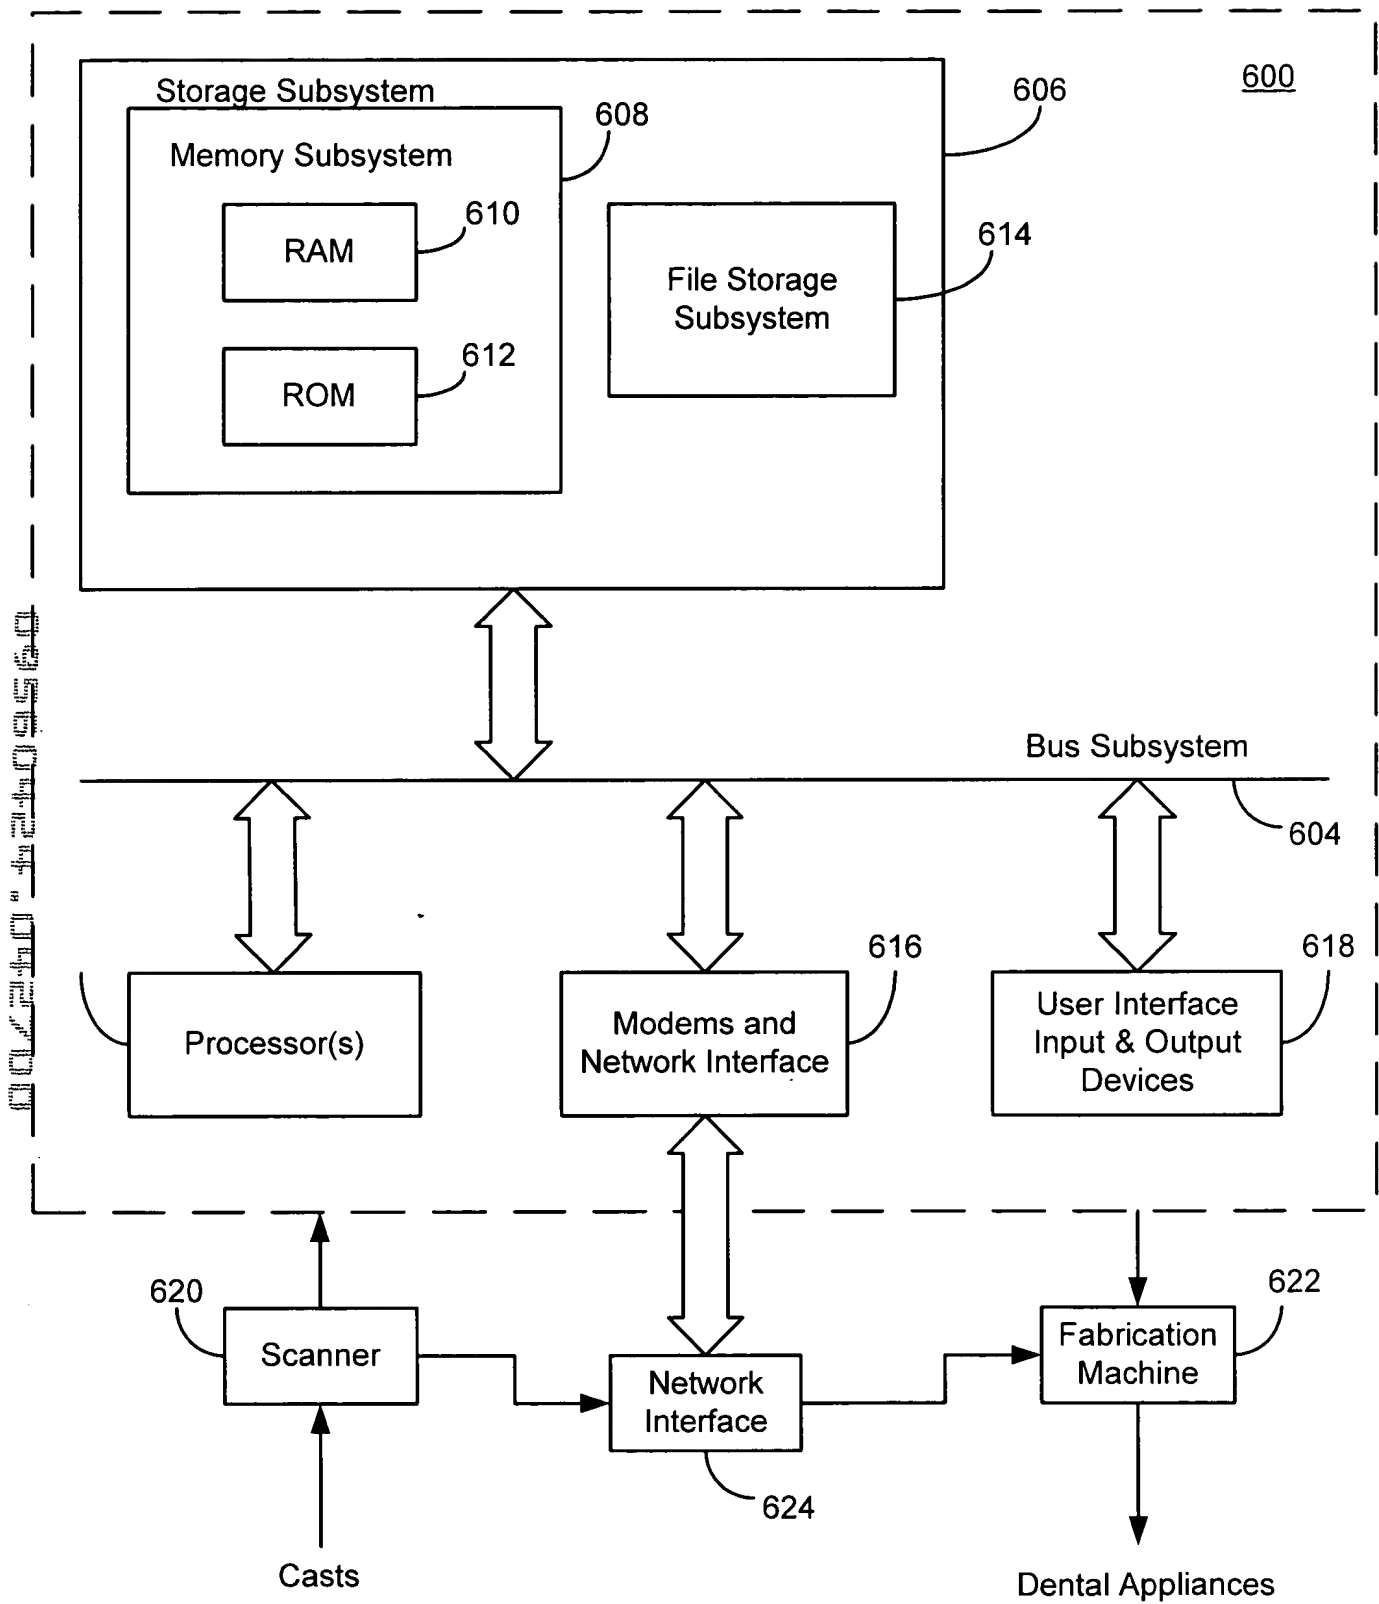 600
Storage Subsystem
606
608
Memory Subsystem
610
RAM
614
File Storage
Subsystem
612
ROM
Bus Subsystem
604
616
618
Processor(s)
Modems and
Network Interface
User Interface
Input & Output
Devices
620
Scanner
622
Fabrication
Machine
Network
Interface
624
Casts
Dental Appliances